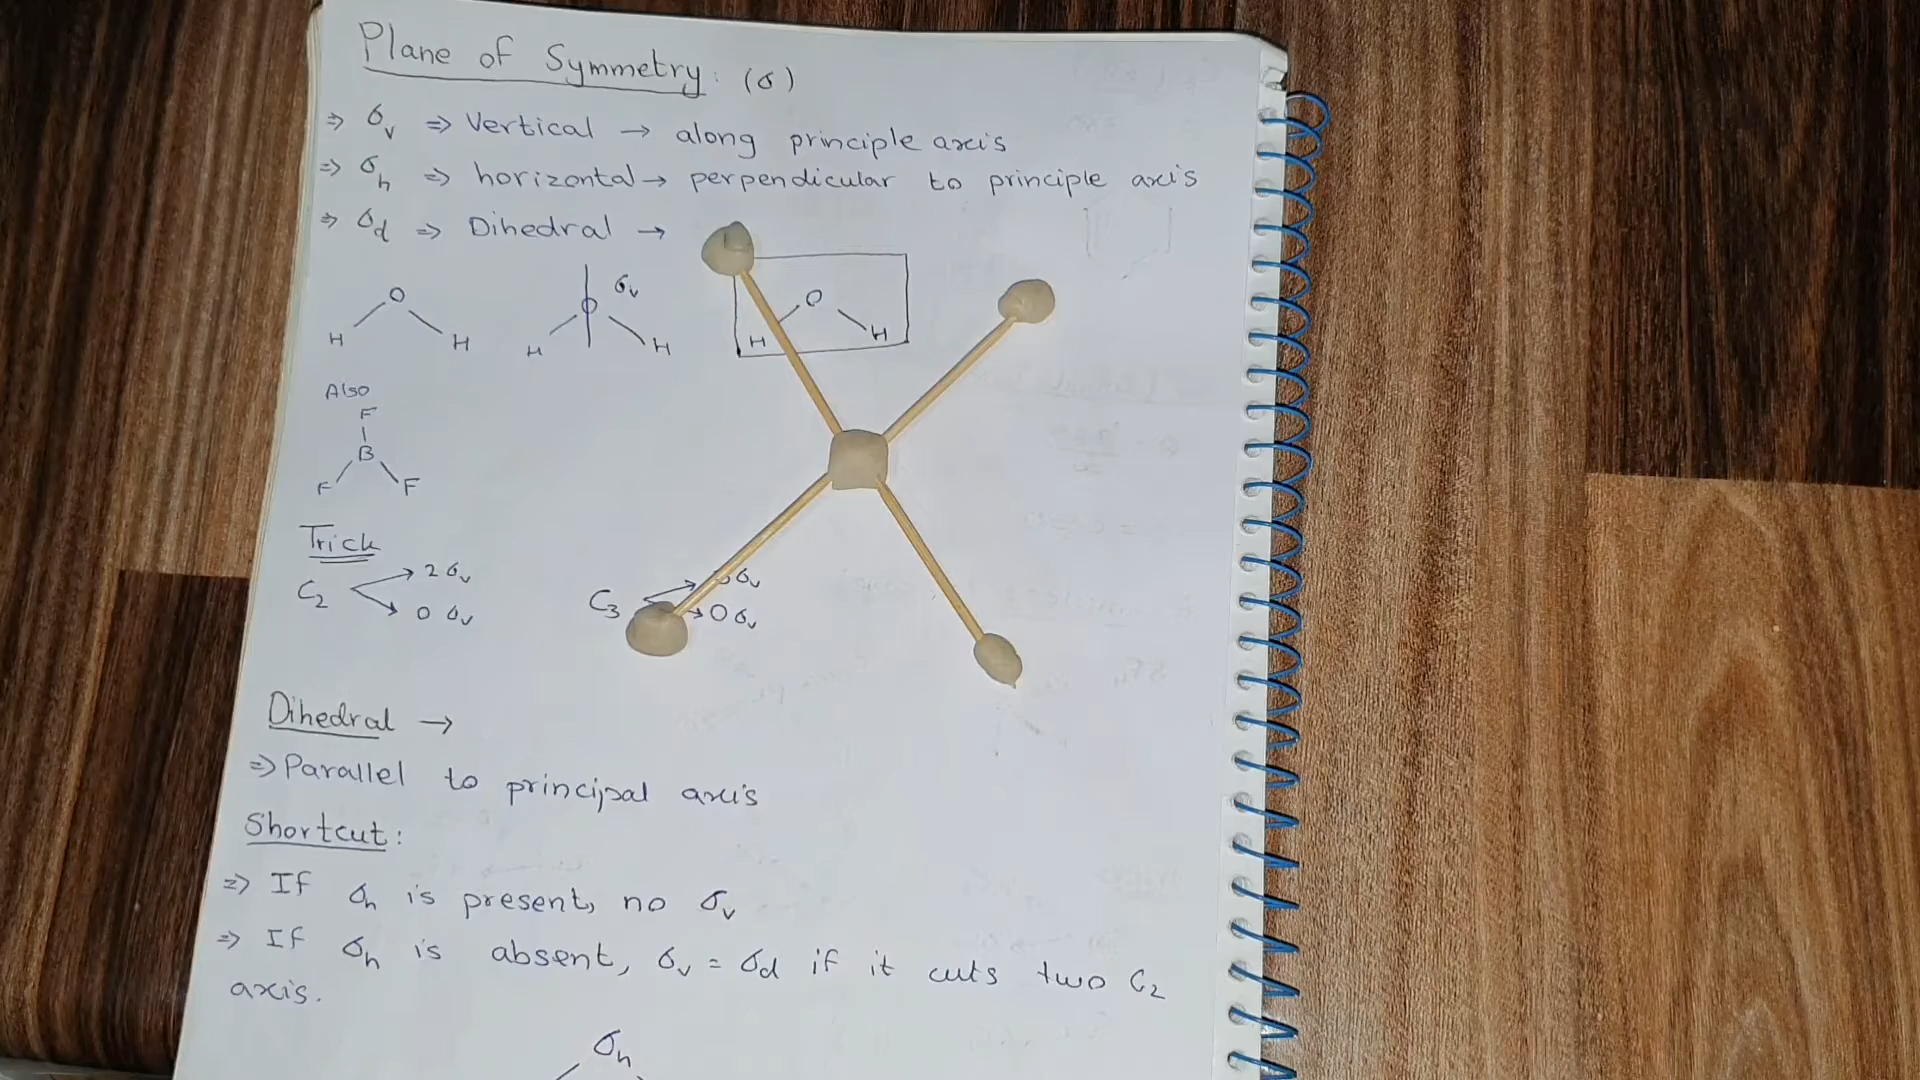 Plane of Symmetry: (σ)
⇒ σv ⇒ Vertical → along principle axis
⇒ σh ⇒ horizontal → perpendicular to principle axis
⇒ σd ⇒ Dihedral →
O
H H
σv
H H
O
H H
Also
F
B
F F
Trick
C2 → 2 σv
→ 0 σv
C3 → σv
→ 0 σv
Dihedral →
⇒ Parallel to principal axis
Shortcut:
⇒ If σh is present, no σv
⇒ If σh is absent, σv = σd if it cuts two C2
axis.
σh